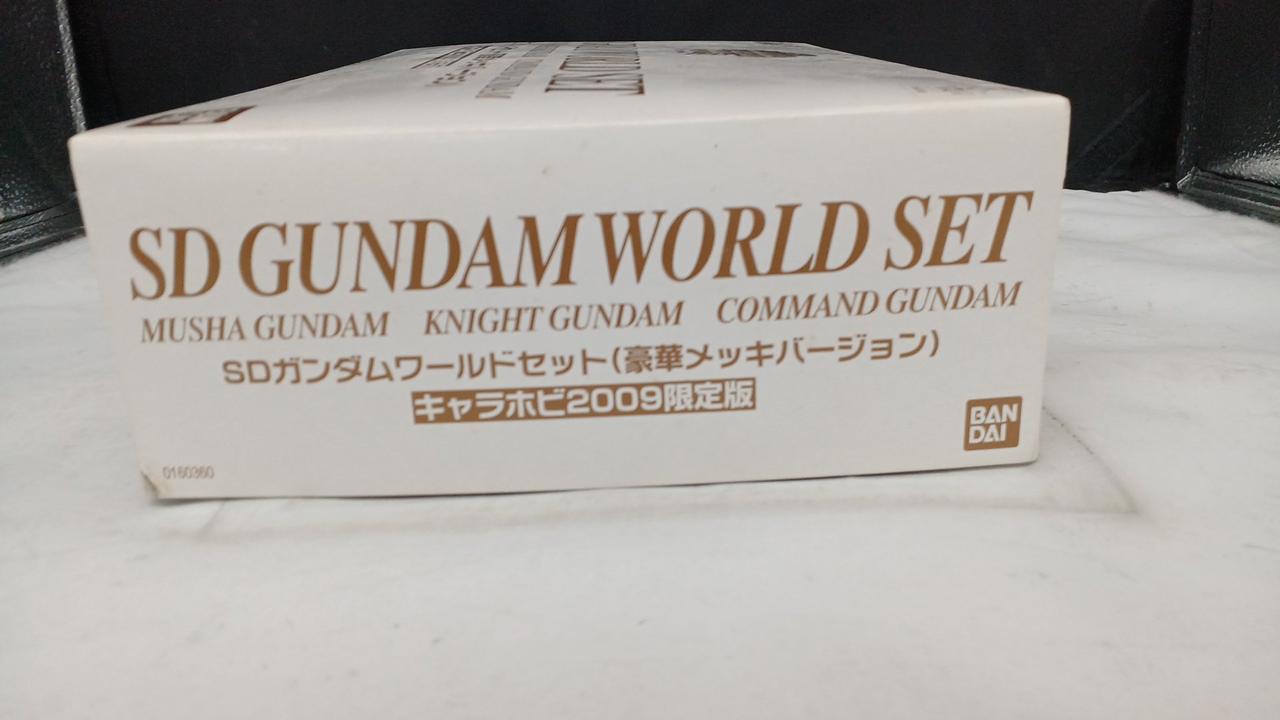 SD GUNDAM WORLD SET
MUSHA GUNDAM KNIGHT GUNDAM COMMAND GUNDAM
SDガンダムワールドセット(豪華メッキバージョン)
キャラホビ2009限定版
BAN
DAI
0160360